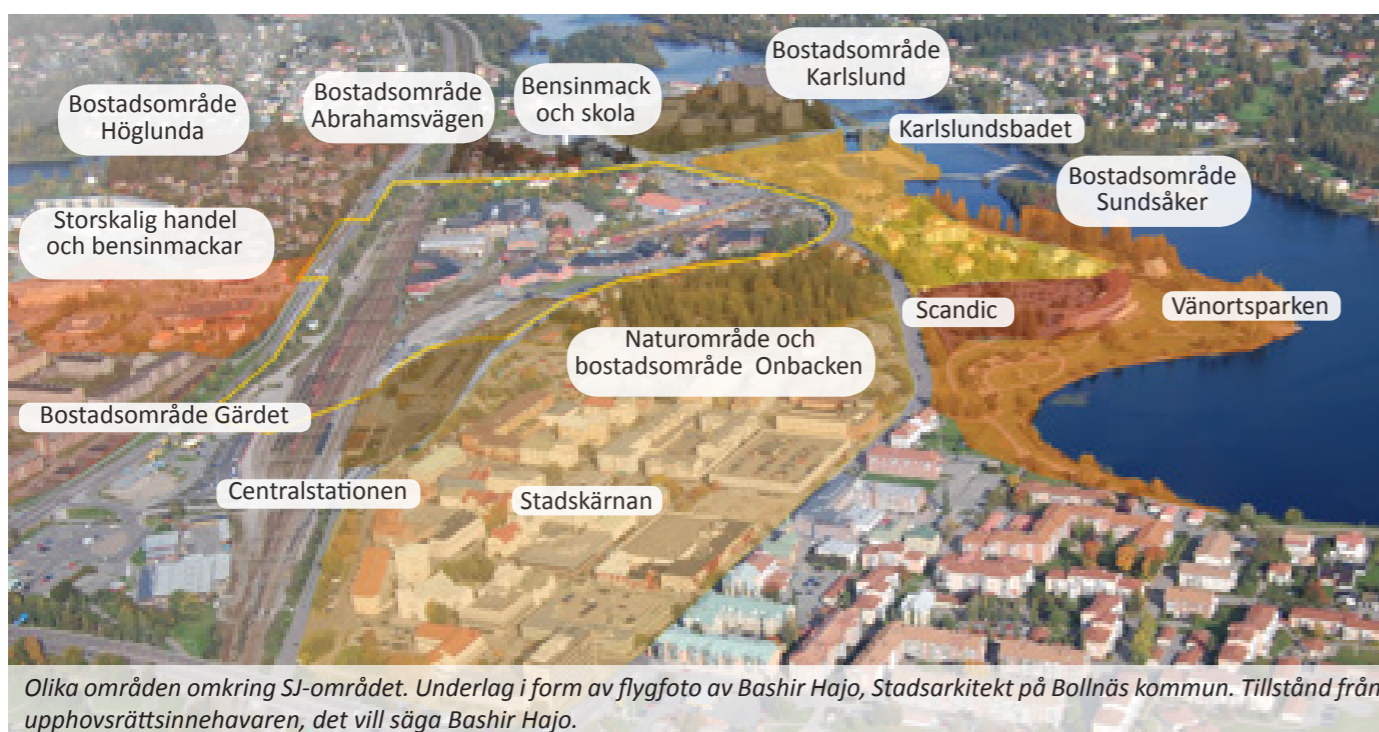 Bostadsområde
Höglunda
Bostadsområde
Abrahamsvägen
Bensinmack
och skola
Bostadsområde
Karlslund
Karlslundsbadet
Bostadsområde
Sundsåker
Storskalig handel
och bensinmackar
Scandic
Vänortsparken
Naturområde och
bostadsområde Onbacken
Bostadsområde Gärdet
Centralstationen
Stadskärnan
Olika områden omkring SJ-området. Underlag i form av flygfoto av Bashir Hajo, Stadsarkitekt på Bollnäs kommun. Tillstånd från
upphovsrättsinnehavaren, det vill säga Bashir Hajo.